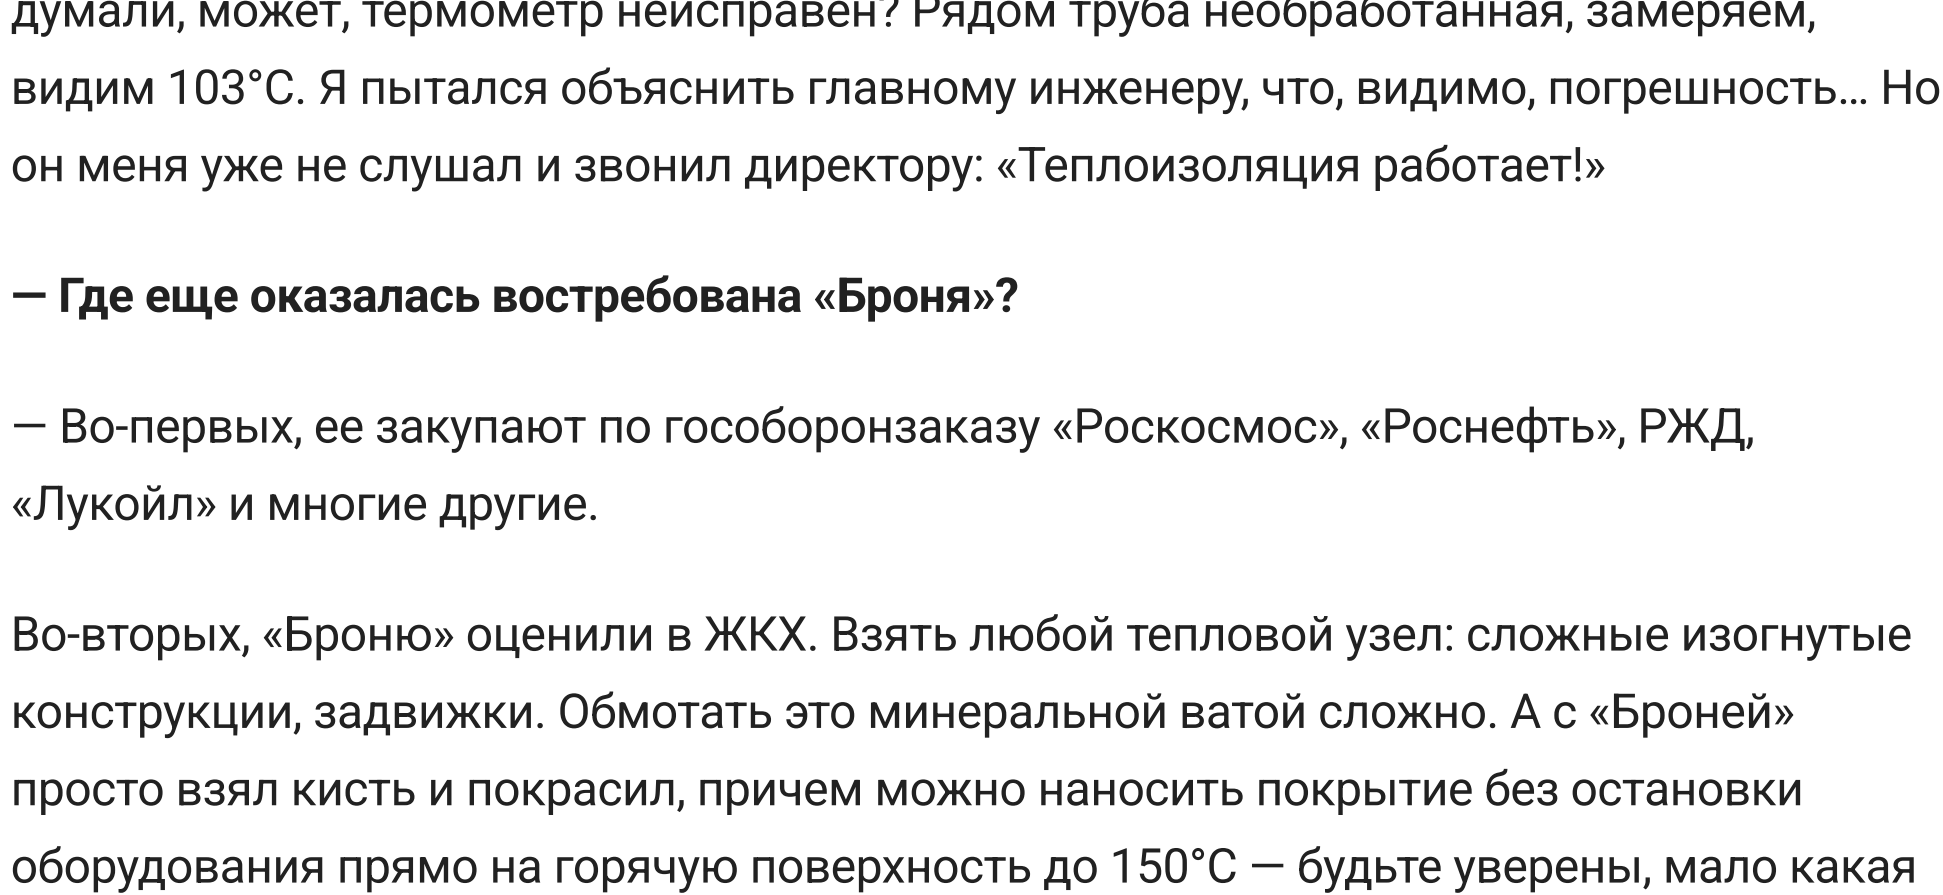 думали, может, термометр неисправен? Рядом труба необработанная, замеряем,
видим 103°С. Я пытался объяснить главному инженеру, что, видимо, погрешность… Но
он меня уже не слушал и звонил директору: «Теплоизоляция работает!»
— Где еще оказалась востребована «Броня»?
— Во-первых, ее закупают по гособоронзаказу «Роскосмос», «Роснефть», РЖД,
«Лукойл» и многие другие.
Во-вторых, «Броню» оценили в ЖКХ. Взять любой тепловой узел: сложные изогнутые
конструкции, задвижки. Обмотать это минеральной ватой сложно. А с «Броней»
просто взял кисть и покрасил, причем можно наносить покрытие без остановки
оборудования прямо на горячую поверхность до 150°С — будьте уверены, мало какая